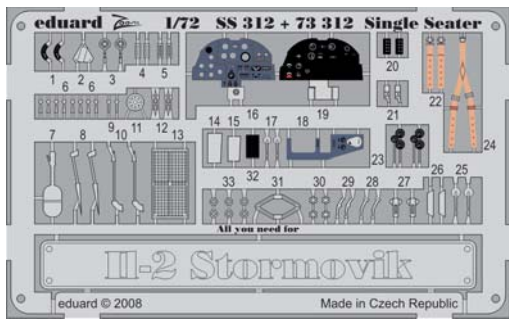 eduard Zoom 1/72 SS 312 + 73 312 Single Seater
1 2 3 4 5 20
6 6 16 19 21 22
9 11 12
7 8 10 13 14 15 17 18 23 24
32
33 31 30 29 28 27 26 25
All you need for
Il-2 Stormovik
eduard © 2008 Made in Czech Republic